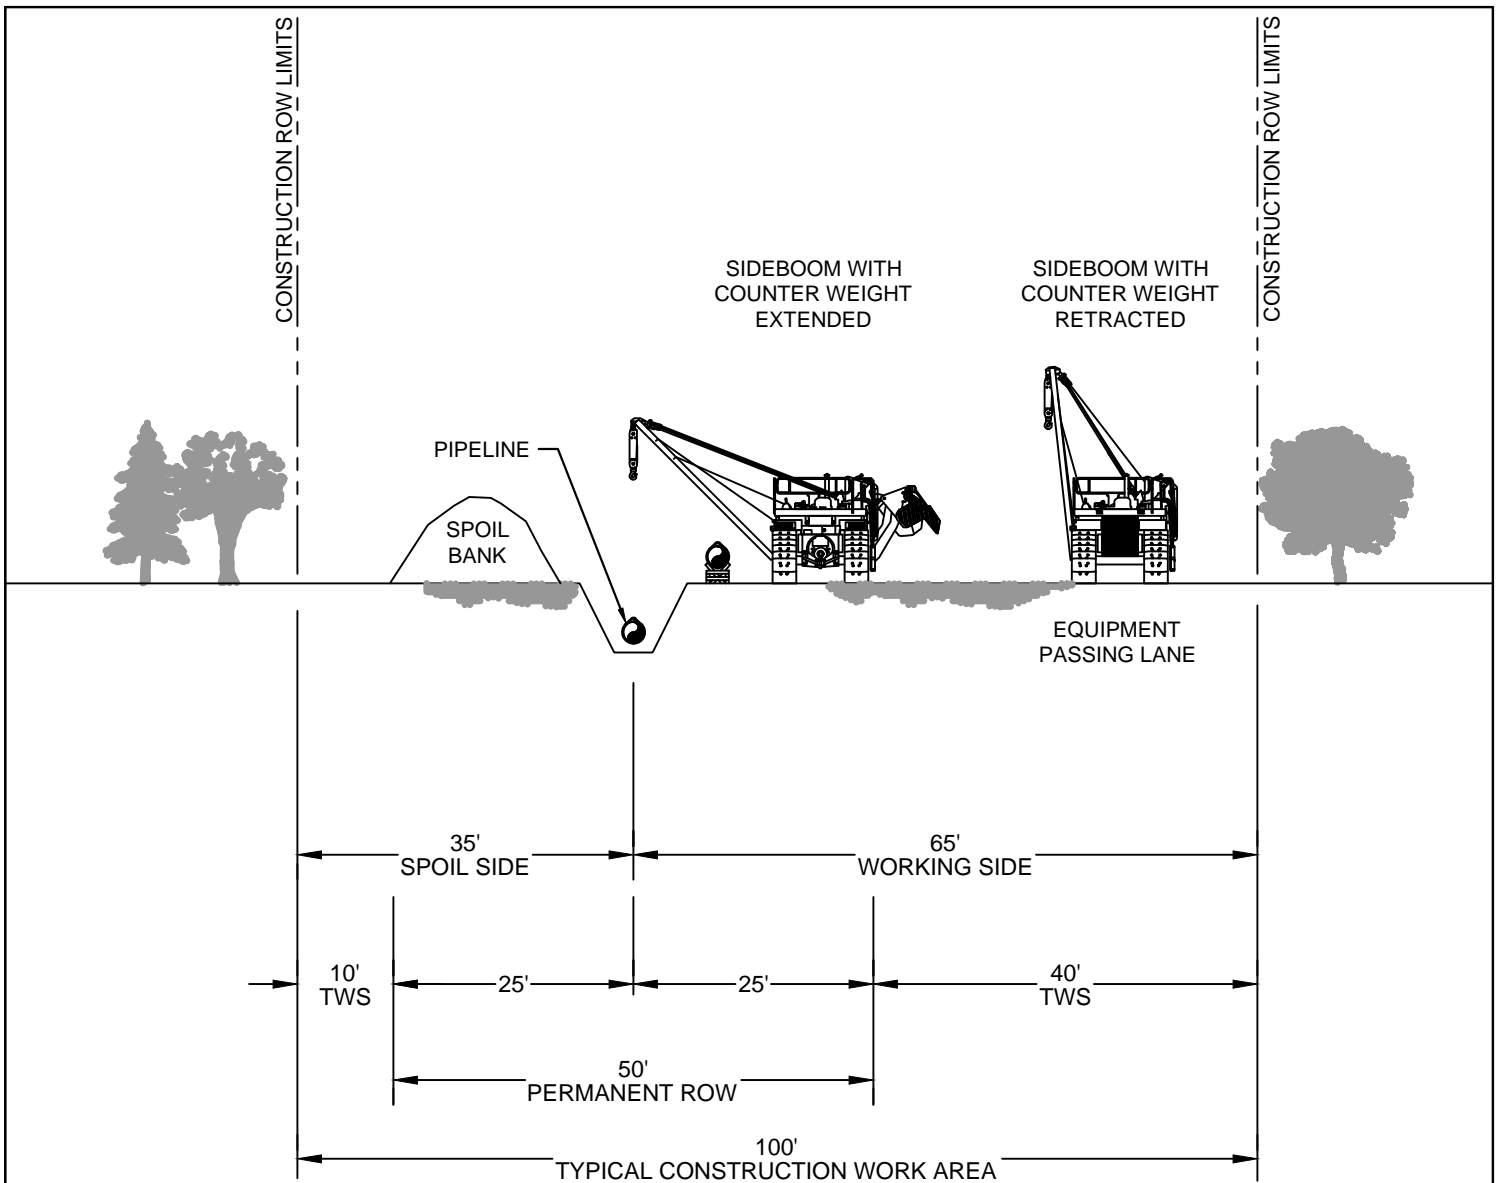 CONSTRUCTION ROW LIMITS
CONSTRUCTION ROW LIMITS
SIDEBOOM WITH
COUNTER WEIGHT
EXTENDED
SIDEBOOM WITH
COUNTER WEIGHT
RETRACTED
PIPELINE
SPOIL
BANK
EQUIPMENT
PASSING LANE
35'
SPOIL SIDE
65'
WORKING SIDE
10'
TWS
25'
25'
40'
TWS
50'
PERMANENT ROW
100'
TYPICAL CONSTRUCTION WORK AREA